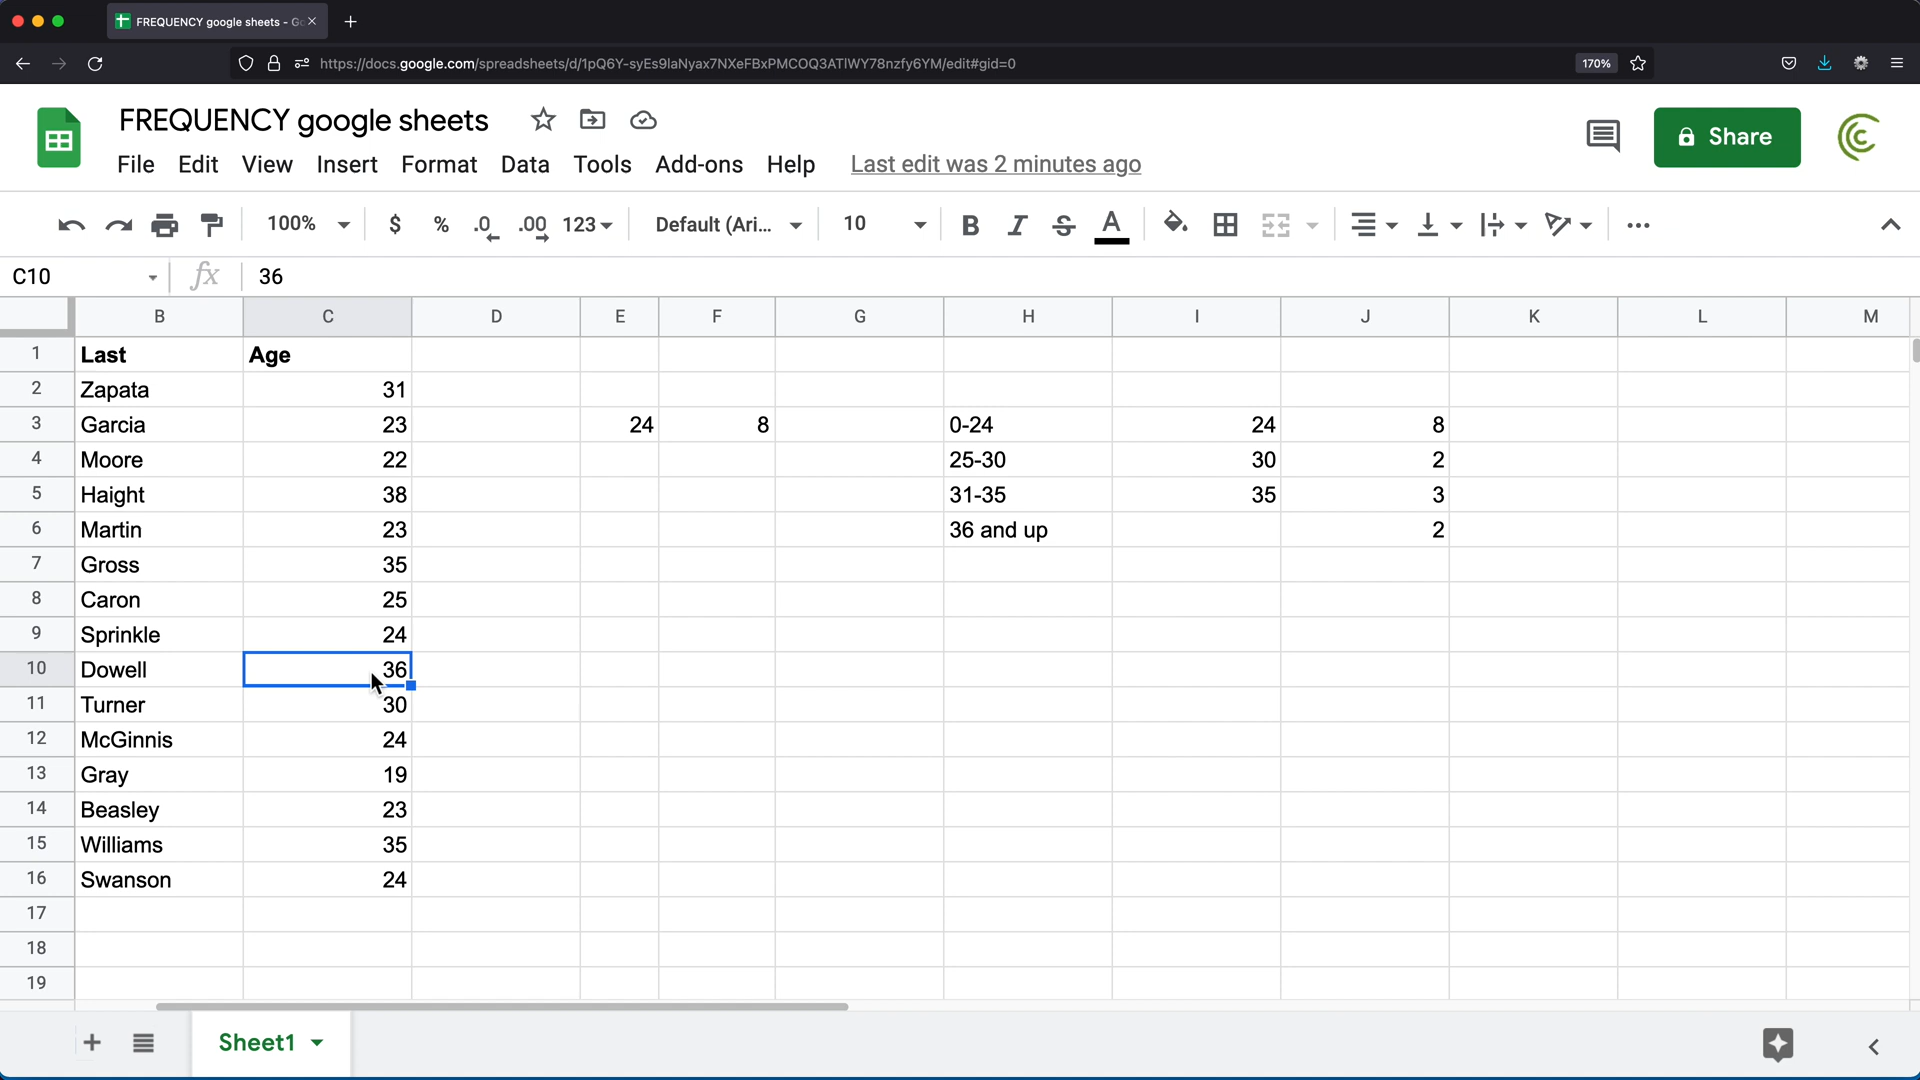 FREQUENCY google sheets - Go
https://docs.google.com/spreadsheets/d/1pQ6Y-syEs9laNyax7NXeFBxPMCOQ3ATlWY78nzfy6YM/edit#gid=0 170%
FREQUENCY google sheets
File Edit View Insert Format Data Tools Add-ons Help Last edit was 2 minutes ago
Share
100% $ % .0 .00 123 Default (Ari... 10 B I S A
C10 fx 36
B C D E F G H I J K L M
1 Last Age
2 Zapata 31
3 Garcia 23 24 8 0-24 24 8
4 Moore 22 25-30 30 2
5 Haight 38 31-35 35 3
6 Martin 23 36 and up 2
7 Gross 35
8 Caron 25
9 Sprinkle 24
10 Dowell 36
11 Turner 30
12 McGinnis 24
13 Gray 19
14 Beasley 23
15 Williams 35
16 Swanson 24
17
18
19
Sheet1